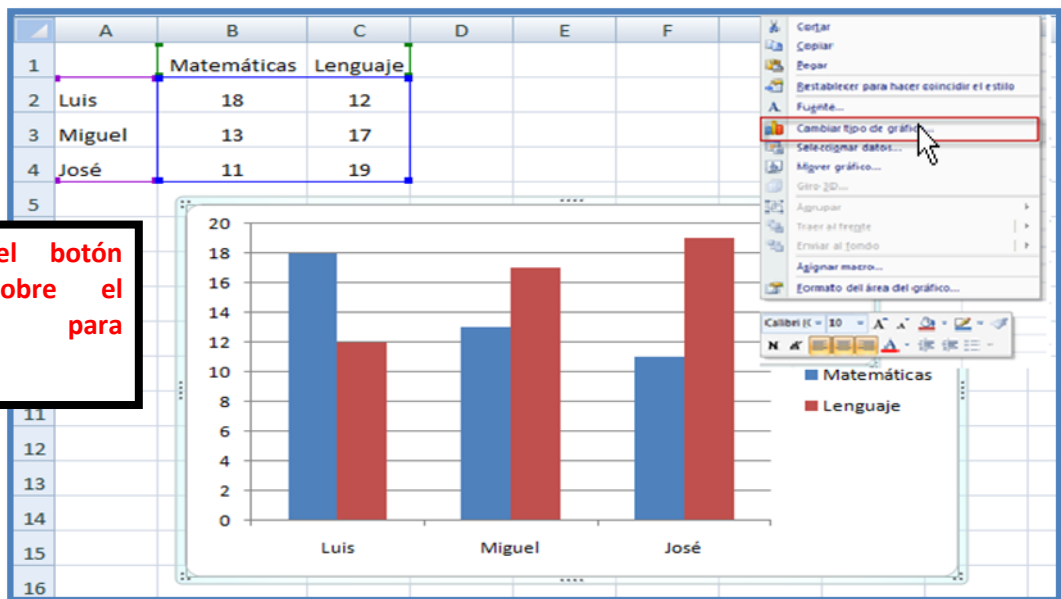 A B C D E F
1 Matemáticas Lenguaje
2 Luis 18 12
3 Miguel 13 17
4 José 11 19
5
11
12
13
14
15
16
el botón
obre el
para
20
18
16
14
12
10
8
6
4
2
0
Luis Miguel José
Matemáticas
Lenguaje
Cortar
Copiar
Pegar
Restablecer para hacer coincidir el estilo
Fuente...
Cambiar tipo de gráfico...
Seleccionar datos...
Mover gráfico...
Giro 3D...
Agrupar
Traer al frente
Enviar al fondo
Asignar macro...
Formato del área del gráfico...
Calibri (C 10 A A
N K A